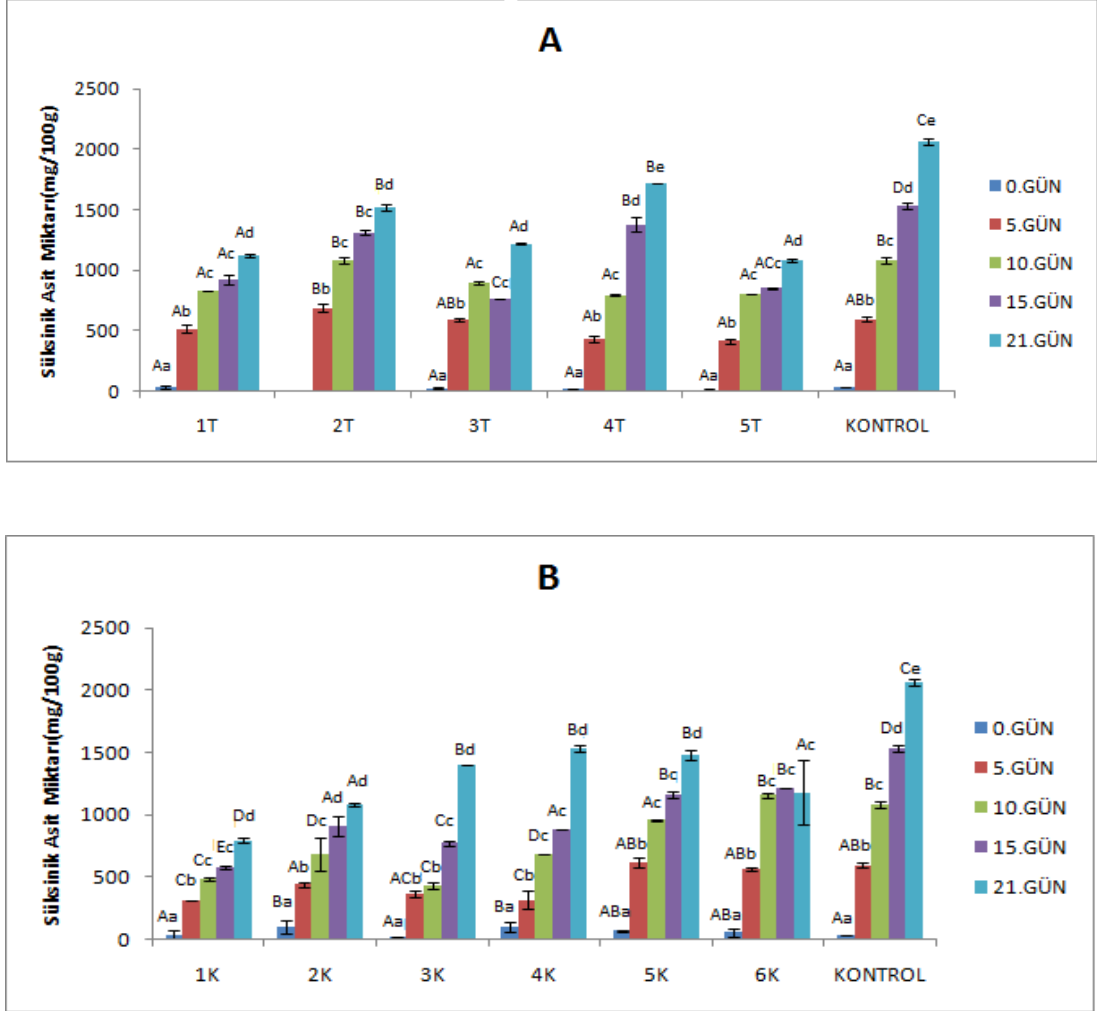 A
Süksinik Asit Miktarı(mg/100g)
2500
2000
1500
1000
500
0
Aa Ab Ac Ac Ad
Bb Bc Bc Bd
Aa ABb Ac Cc Ad
Aa Ab Ac Bd Be
Aa Ab Ac ACc Ad
Aa ABb Bc Dd Ce
1T 2T 3T 4T 5T KONTROL
0.GÜN
5.GÜN
10.GÜN
15.GÜN
21.GÜN
B
Süksinik Asit Miktarı(mg/100g)
2500
2000
1500
1000
500
0
Aa Cb Cc Ec Dd
Ba Ab Dc Ad Ad
Aa ACb Cb Cc Bd
Ba Cb Dc Ac Bd
ABa ABb Ac Bc Bd
ABa ABb Bc Bc Ac
Aa ABb Bc Dd Ce
1K 2K 3K 4K 5K 6K KONTROL
0.GÜN
5.GÜN
10.GÜN
15.GÜN
21.GÜN